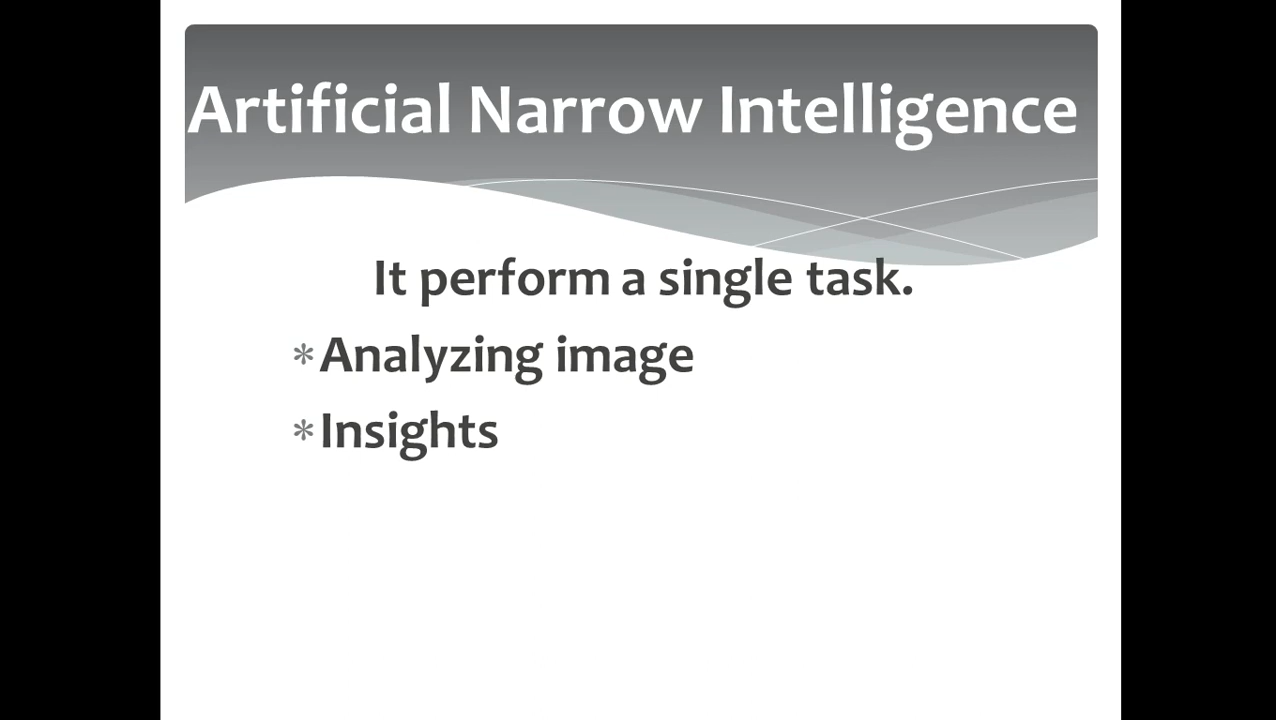 Artificial Narrow Intelligence
It perform a single task.
*Analyzing image
*Insights